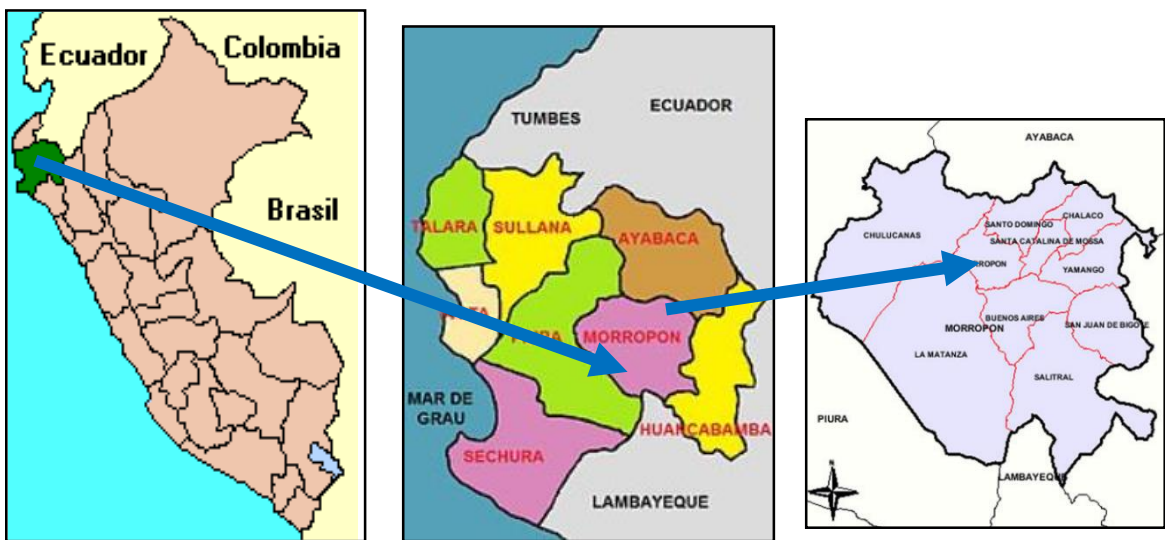 Ecuador
Colombia
Brasil
ECUADOR
TUMBES
TALARA
SULLANA
AYABACA
MORROPON
MAR DE
GRAU
HUANCABAMBA
SECHURA
LAMBAYEQUE
AYABACA
CHALACO
SANTO DOMINGO
CHULUCANAS
SANTA CATALINA DE MOSSA
YAMANGO
BUENOS AIRES
SAN JUAN DE BIGOTE
MORROPON
LA MATANZA
SALITRAL
PIURA
LAMBAYEQUE
N